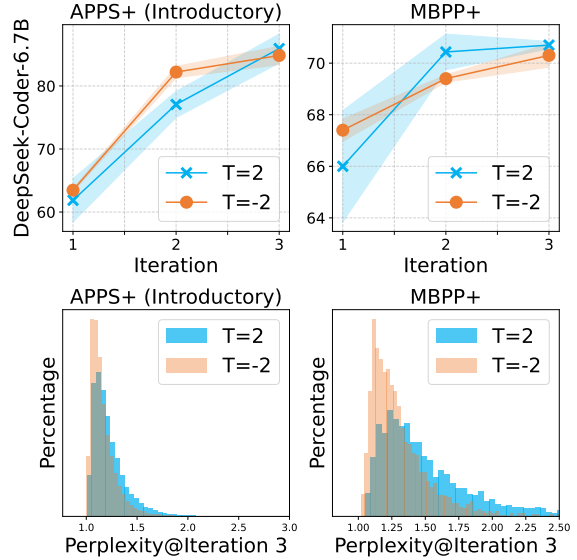 APPS+ (Introductory)
DeepSeek-Coder-6.7B
80
70
60
T=2
T=-2
1
2
3
Iteration
MBPP+
70
68
66
64
T=2
T=-2
1
2
3
Iteration
APPS+ (Introductory)
Percentage
T=2
T=-2
1.0
1.5
2.0
2.5
3.0
Perplexity@Iteration 3
MBPP+
Percentage
T=2
T=-2
1.00
1.25
1.50
1.75
2.00
2.25
2.50
Perplexity@Iteration 3